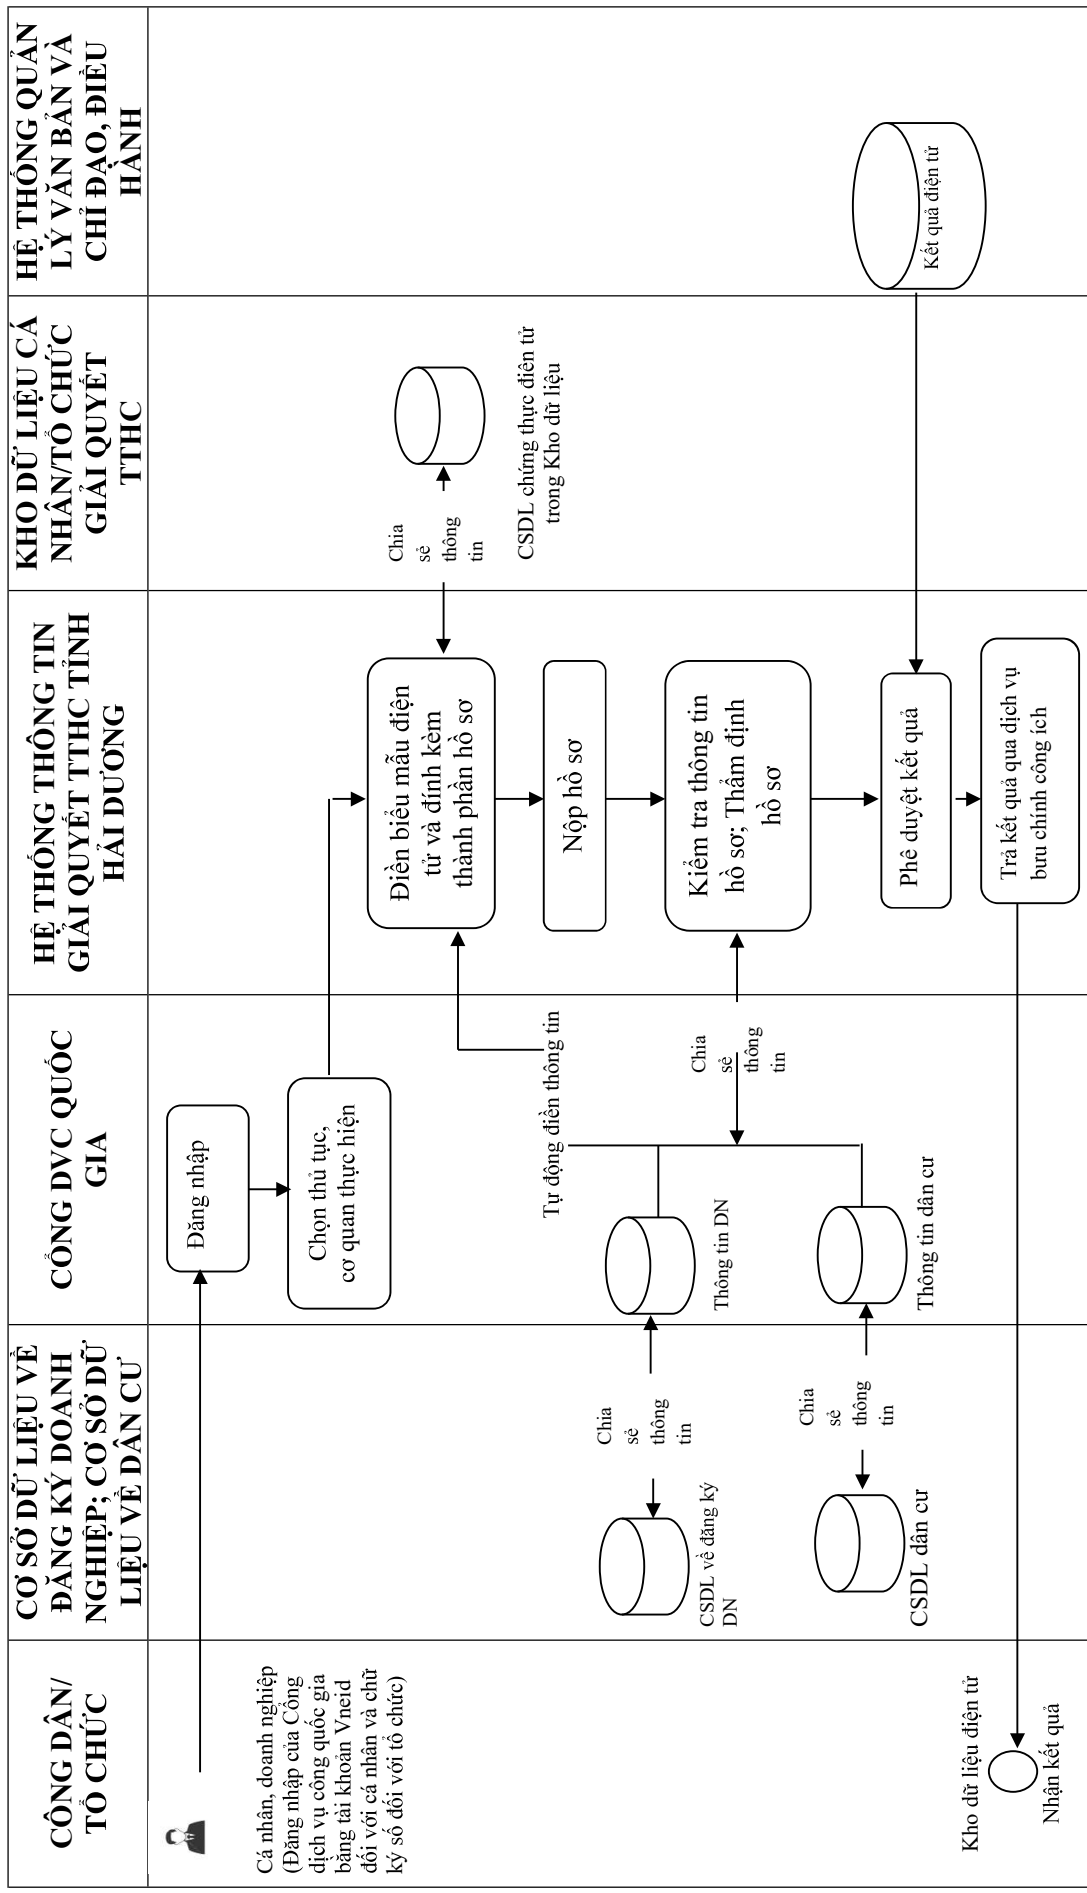 CÔNG DÂN/
TỔ CHỨC
CƠ SỞ DỮ LIỆU VỀ
ĐĂNG KÝ DOANH
NGHIỆP; CƠ SỞ DỮ
LIỆU VỀ DÂN CƯ
CỔNG DVC QUỐC
GIA
HỆ THỐNG THÔNG TIN
GIẢI QUYẾT TTHC TỈNH
HẢI DƯƠNG
KHO DỮ LIỆU CÁ
NHÂN/TỔ CHỨC
GIẢI QUYẾT
TTHC
HỆ THỐNG QUẢN
LÝ VĂN BẢN VÀ
CHỈ ĐẠO, ĐIỀU
HÀNH
Cá nhân, doanh nghiệp
(Đăng nhập của Cổng
dịch vụ công quốc gia
bằng tài khoản Vneid
đối với cá nhân và chữ
ký số đối với tổ chức)
Đăng nhập
Chọn thủ tục,
cơ quan thực hiện
Điền biểu mẫu điện
tử và đính kèm
thành phần hồ sơ
Chia
sẻ
thông
tin
CSDL chứng thực điện tử
trong Kho dữ liệu
Tự động điền thông tin
Nộp hồ sơ
CSDL về đăng ký
DN
Chia
sẻ
thông
tin
Thông tin DN
Chia
sẻ
thông
tin
Kiểm tra thông tin
hồ sơ; Thẩm định
hồ sơ
CSDL dân cư
Chia
sẻ
thông
tin
Thông tin dân cư
Phê duyệt kết quả
Kết quả điện tử
Trả kết quả qua dịch vụ
bưu chính công ích
Kho dữ liệu điện tử
Nhận kết quả